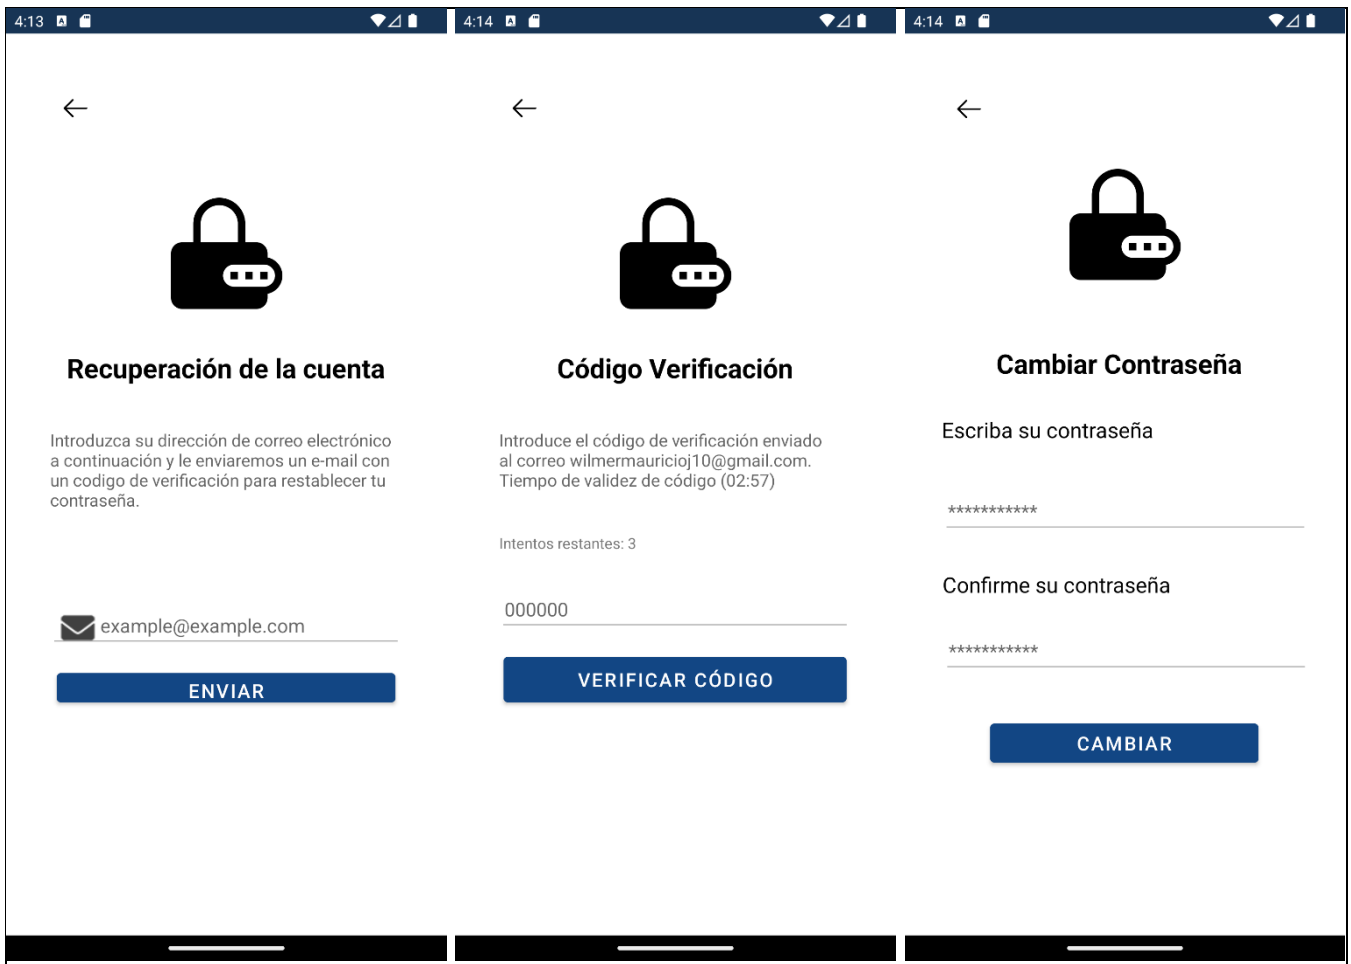 4:13
Recuperación de la cuenta
Introduzca su dirección de correo electrónico
a continuación y le enviaremos un e-mail con
un codigo de verificación para restablecer tu
contraseña.
example@example.com
ENVIAR
4:14
Código Verificación
Introduce el código de verificación enviado
al correo wilmermauricioj10@gmail.com.
Tiempo de validez de código (02:57)
Intentos restantes: 3
000000
VERIFICAR CÓDIGO
4:14
Cambiar Contraseña
Escriba su contraseña
***********
Confirme su contraseña
***********
CAMBIAR